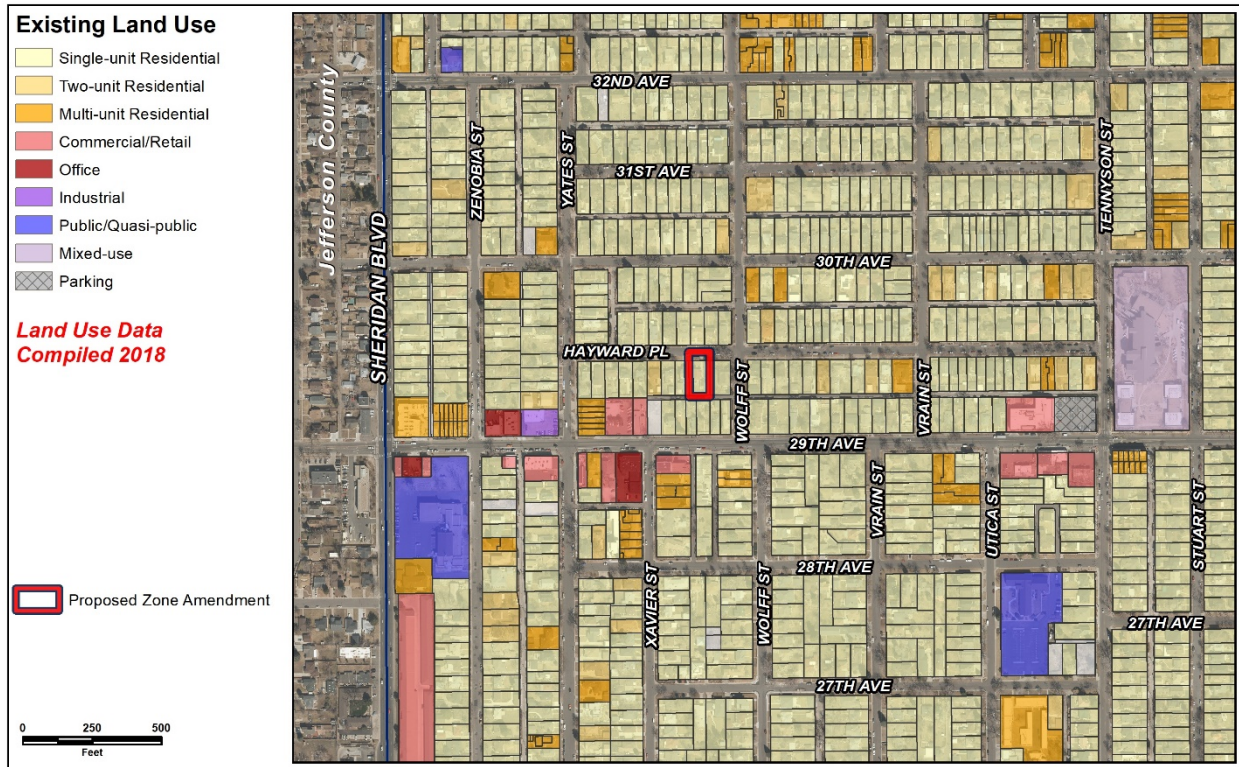 Existing Land Use
Single-unit Residential
Two-unit Residential
Multi-unit Residential
Commercial/Retail
Office
Industrial
Public/Quasi-public
Mixed-use
Parking
Land Use Data
Compiled 2018
Proposed Zone Amendment
0 250 500
Feet
Jefferson County
SHERIDAN BLVD
ZENOBIA ST
YATES ST
32ND AVE
31ST AVE
TENNYSON ST
30TH AVE
HAYWARD PL
WOLFF ST
VRAIN ST
29TH AVE
VRAIN ST
UTICA ST
STUART ST
28TH AVE
XAVIER ST
WOLFF ST
27TH AVE
27TH AVE